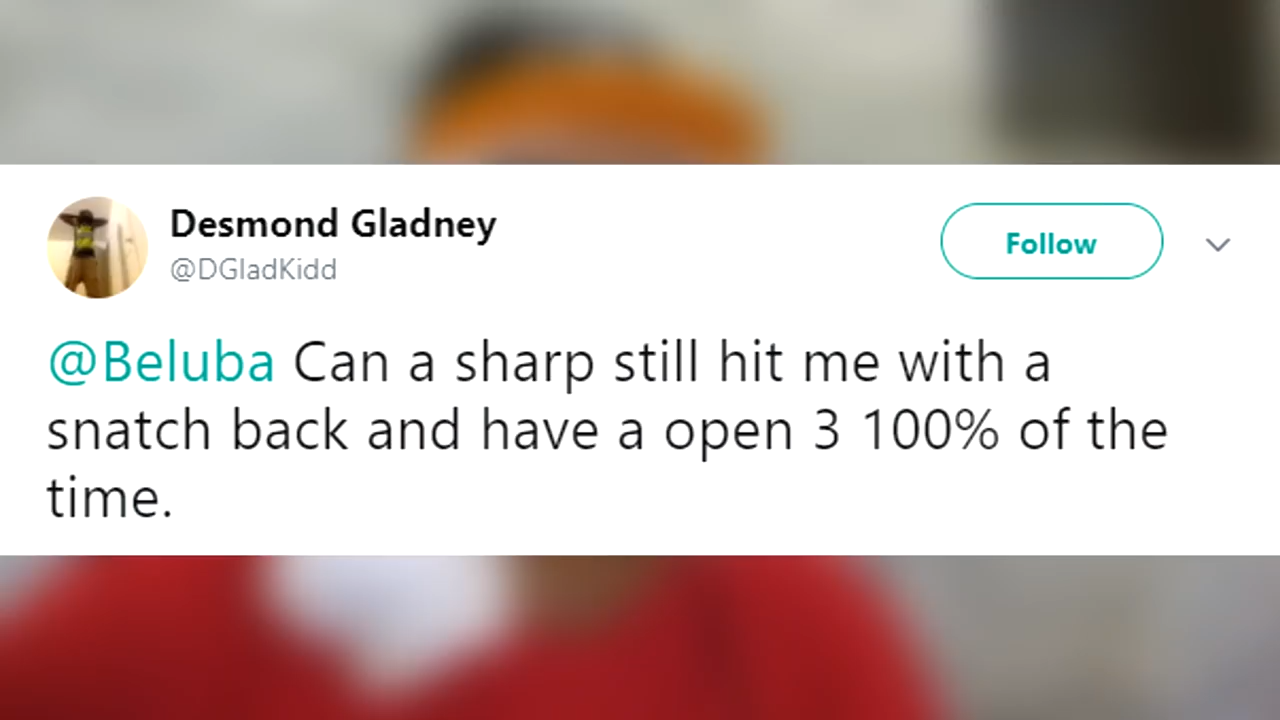 Desmond Gladney
@DGladKidd
Follow
@Beluba Can a sharp still hit me with a
snatch back and have a open 3 100% of the
time.